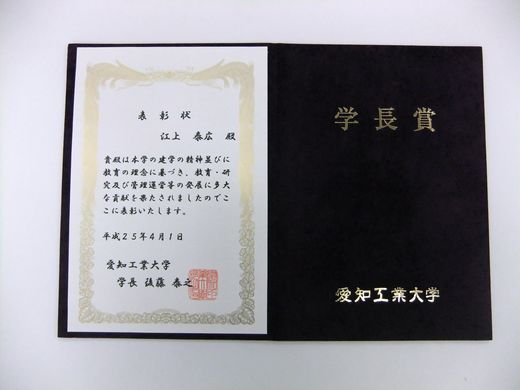 表彰状
江上 泰広 殿
貴殿は本学の建学の精神並びに
教育の理念に基づき、教育・研
究及び管理運営等の発展に多大
な貢献を果たされましたのでこ
こに表彰いたします。
平成25年4月1日
愛知工業大学
学長 後藤 泰之
学長賞
愛知工業大学